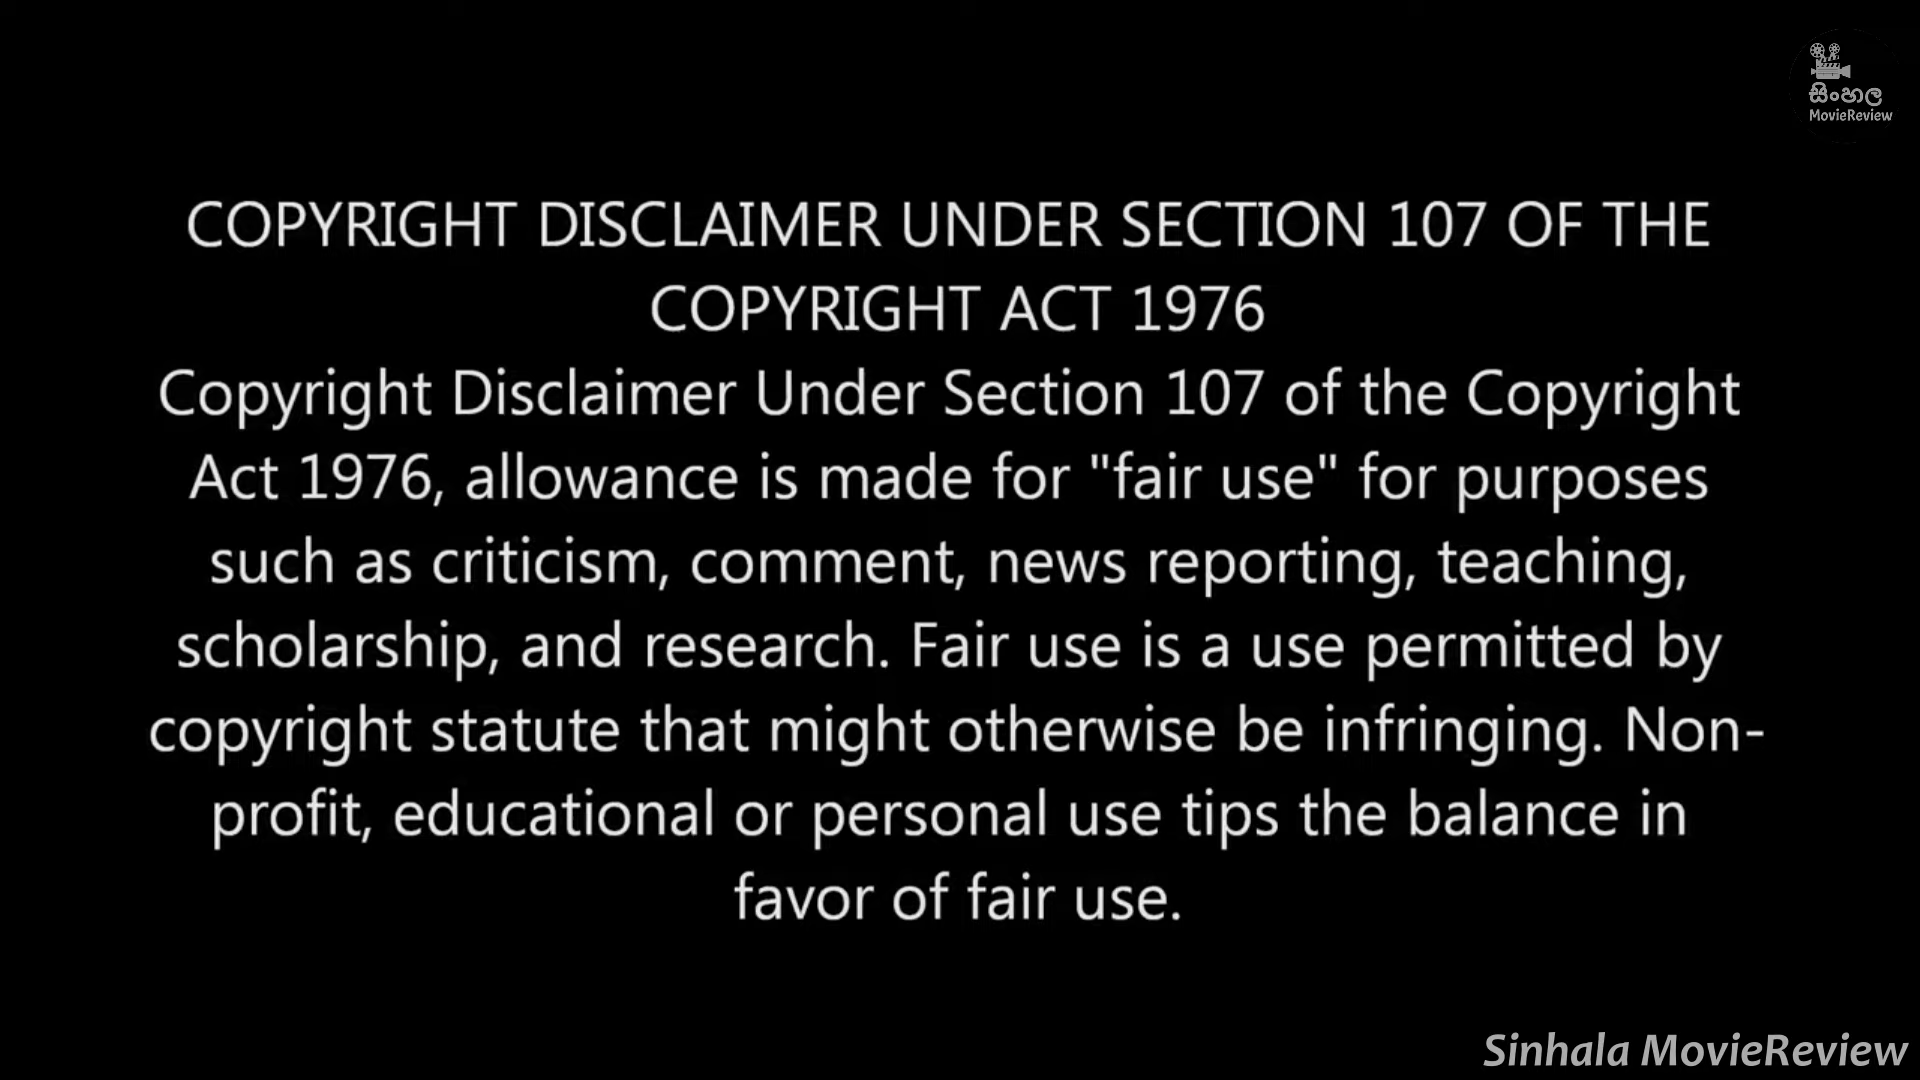 සිංහල
MovieReview
COPYRIGHT DISCLAIMER UNDER SECTION 107 OF THE
COPYRIGHT ACT 1976
Copyright Disclaimer Under Section 107 of the Copyright
Act 1976, allowance is made for "fair use" for purposes
such as criticism, comment, news reporting, teaching,
scholarship, and research. Fair use is a use permitted by
copyright statute that might otherwise be infringing. Non-
profit, educational or personal use tips the balance in
favor of fair use.
Sinhala MovieReview